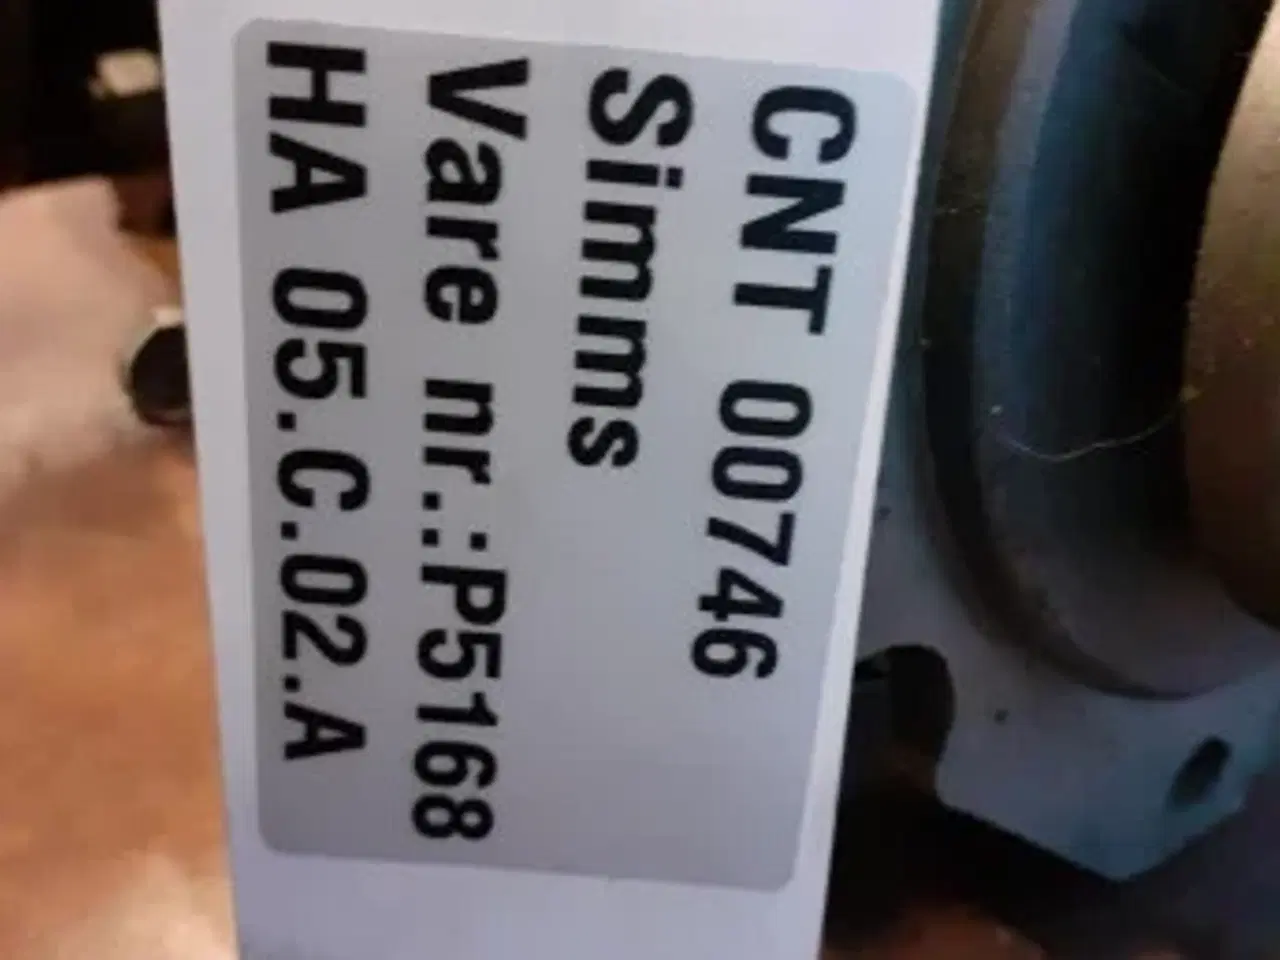 CNT 00746
Simms
Vare nr.:P5168
HA 05.C.02.A